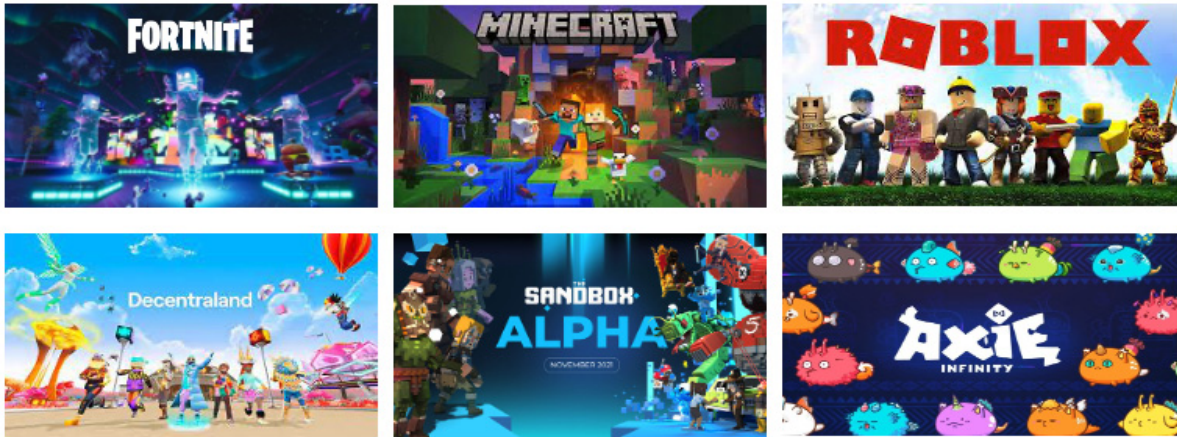 FORTNITE
MINECRAFT
ROBLOX
Decentraland
THE
SANDBOX
ALPHA
NOVEMBER 2021
AXIE
INFINITY